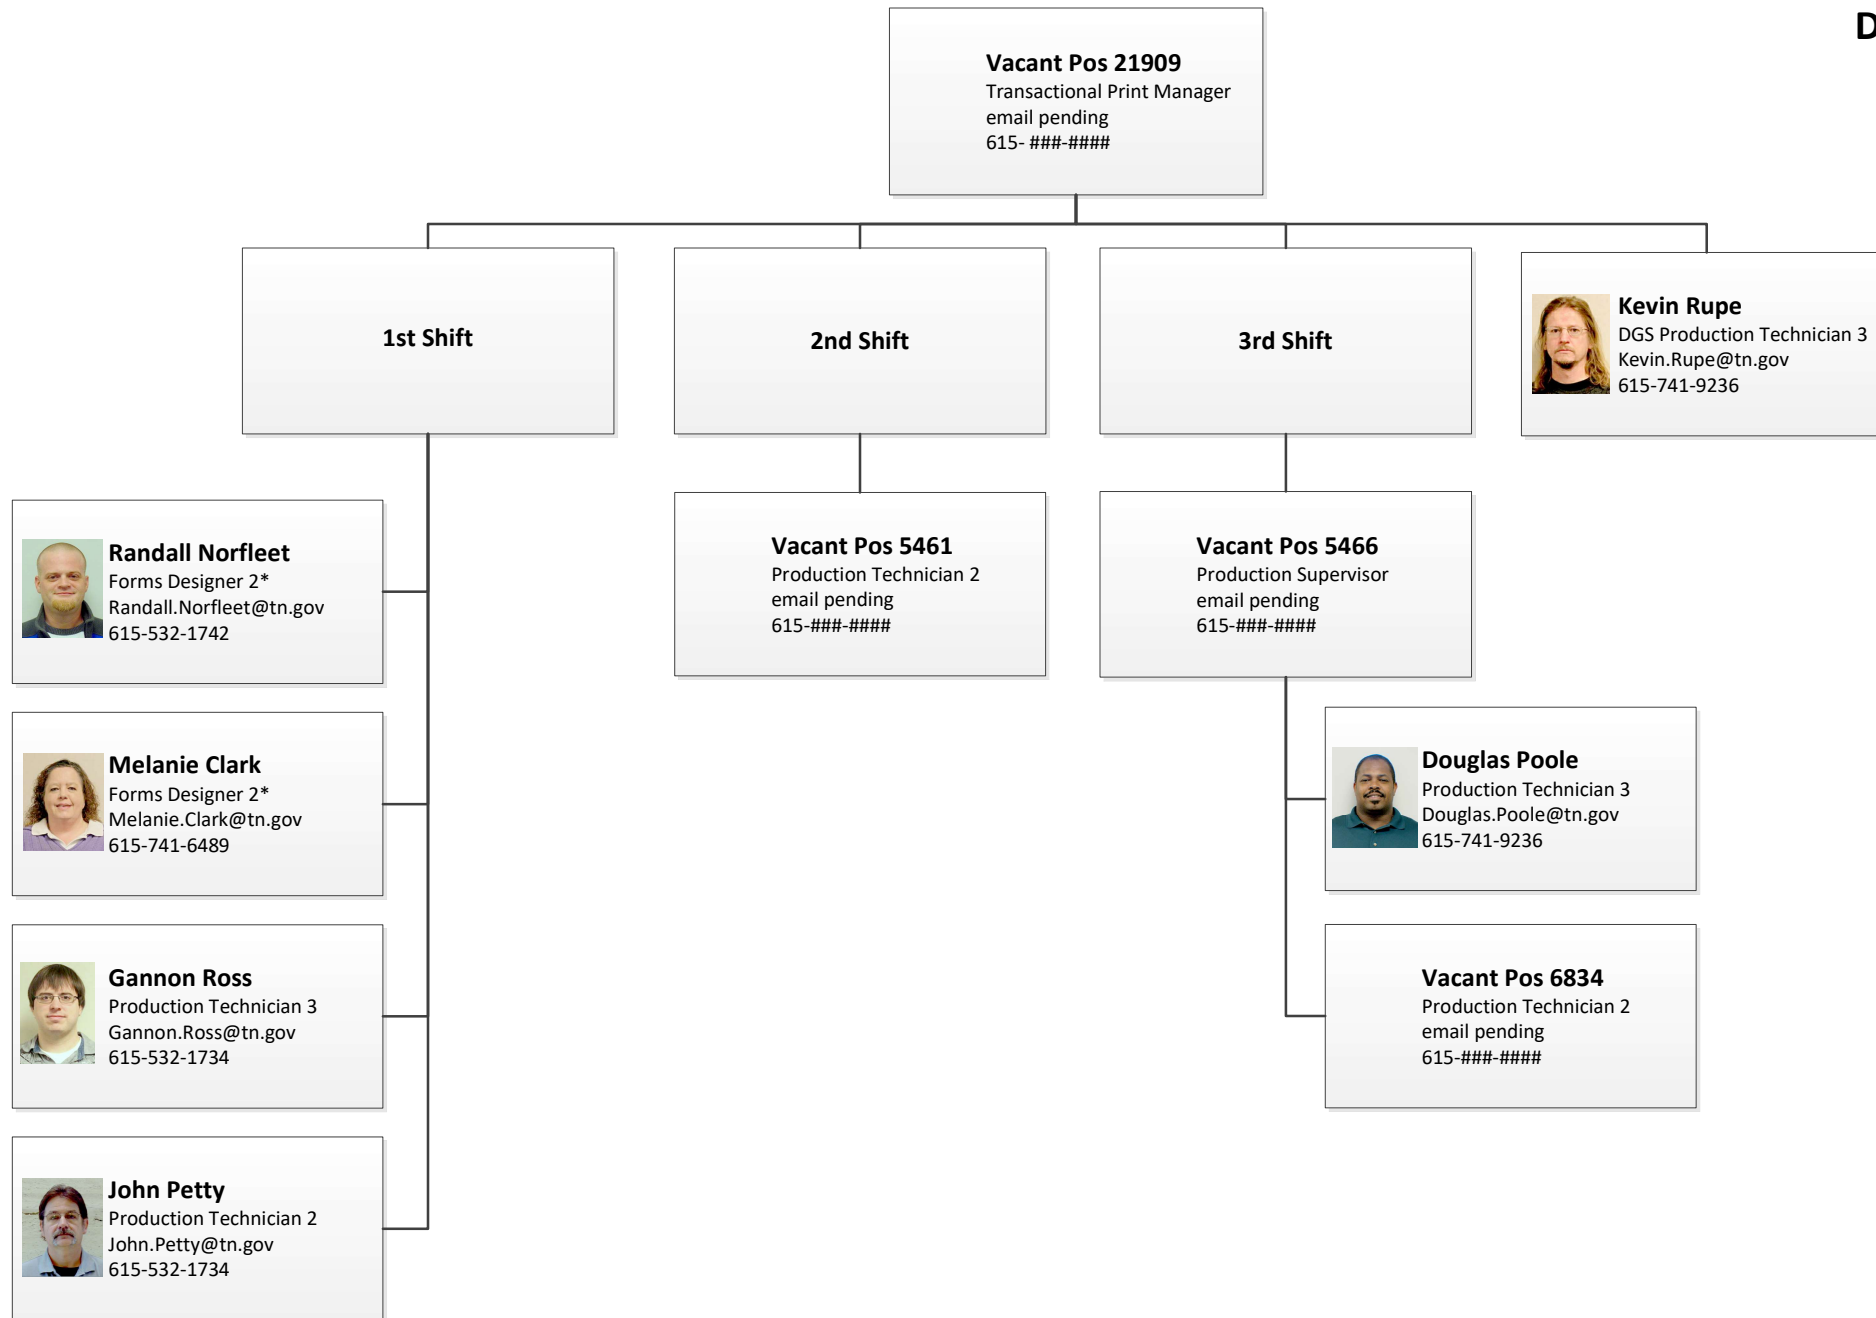 D
Vacant Pos 21909
Transactional Print Manager
email pending
615- ###-####
1st Shift
2nd Shift
3rd Shift
Kevin Rupe
DGS Production Technician 3
Kevin.Rupe@tn.gov
615-741-9236
Randall Norfleet
Forms Designer 2*
Randall.Norfleet@tn.gov
615-532-1742
Vacant Pos 5461
Production Technician 2
email pending
615-###-####
Vacant Pos 5466
Production Supervisor
email pending
615-###-####
Melanie Clark
Forms Designer 2*
Melanie.Clark@tn.gov
615-741-6489
Douglas Poole
Production Technician 3
Douglas.Poole@tn.gov
615-741-9236
Gannon Ross
Production Technician 3
Gannon.Ross@tn.gov
615-532-1734
Vacant Pos 6834
Production Technician 2
email pending
615-###-####
John Petty
Production Technician 2
John.Petty@tn.gov
615-532-1734